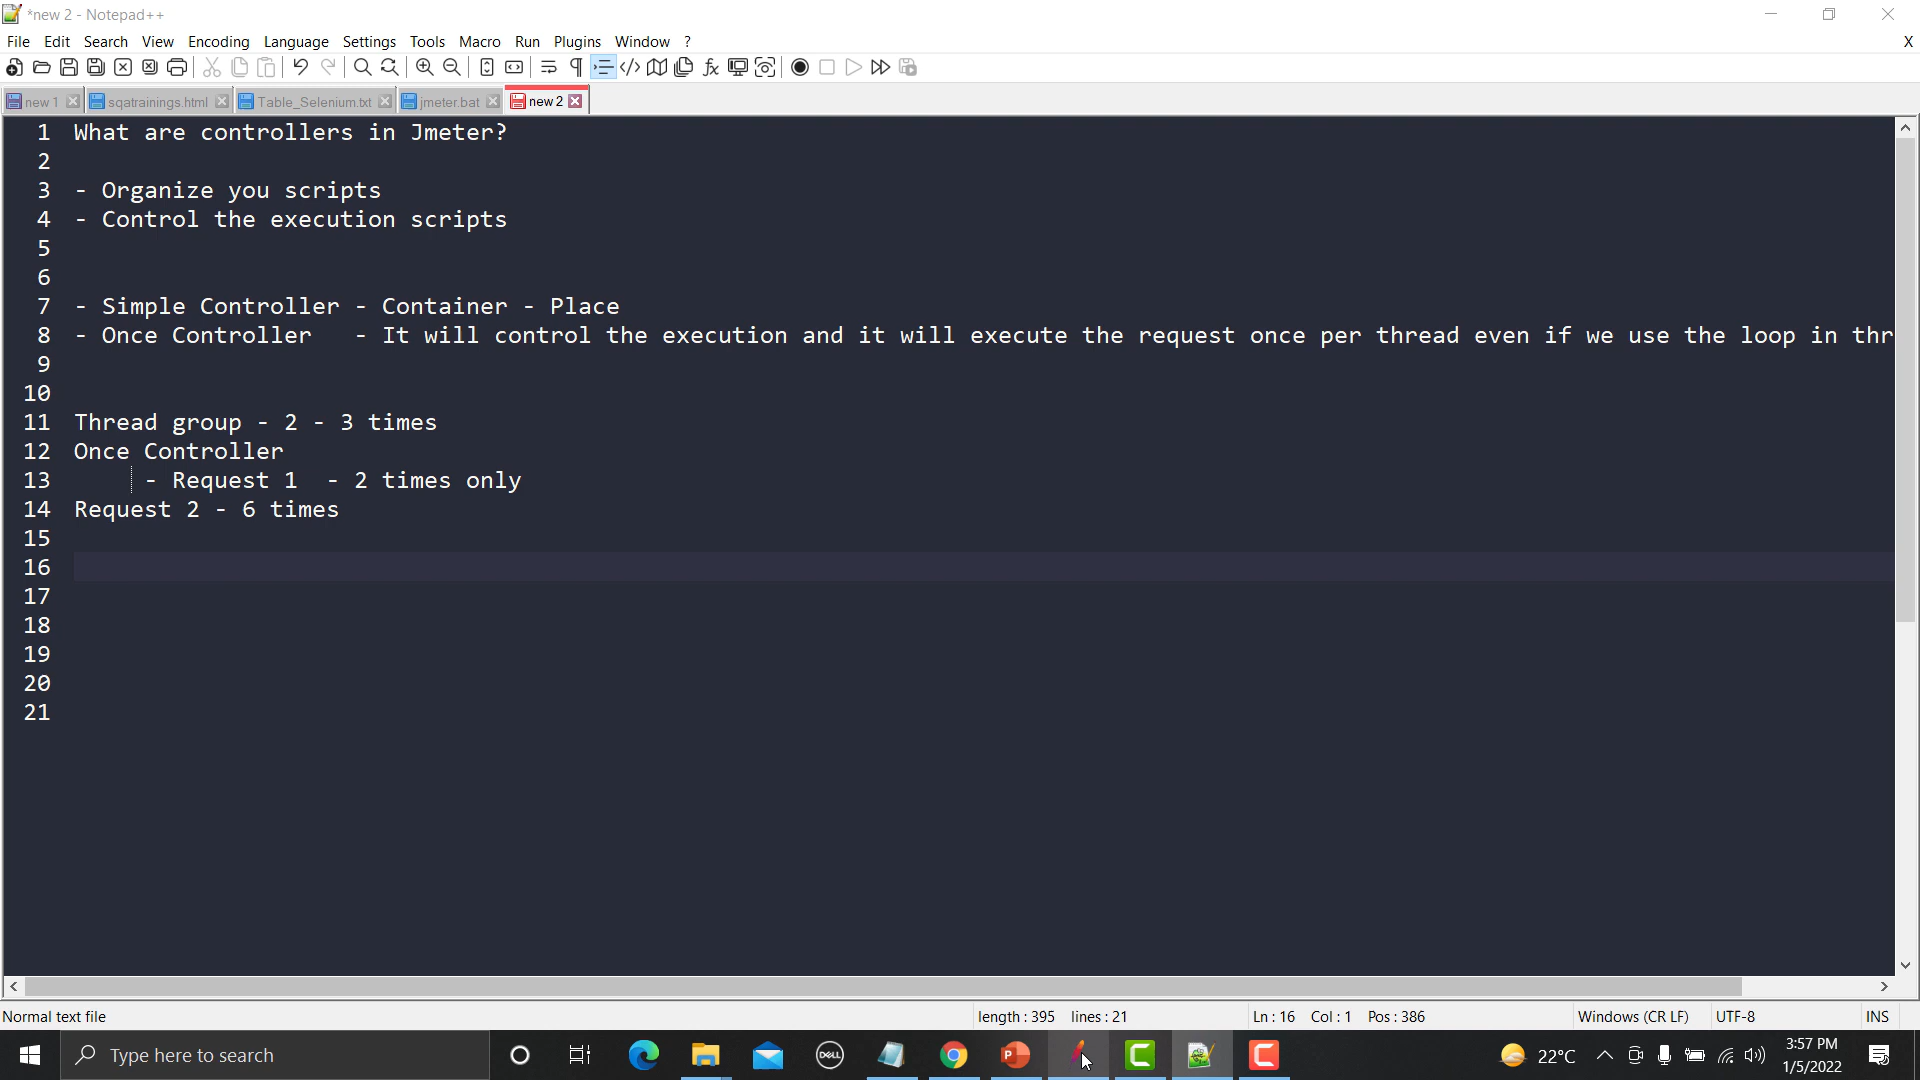 *new 2 - Notepad++
File Edit Search View Encoding Language Settings Tools Macro Run Plugins Window ? X
new 1 sqatrainings.html Table_Selenium.txt jmeter.bat new 2
1 What are controllers in Jmeter?
2
3 - Organize you scripts
4 - Control the execution scripts
5
6
7 - Simple Controller - Container - Place
8 - Once Controller   - It will control the execution and it will execute the request once per thread even if we use the loop in thr
9
10
11 Thread group - 2 - 3 times
12 Once Controller
13 - Request 1  - 2 times only
14 Request 2 - 6 times
15
16
17
18
19
20
21
Normal text file length : 395 lines : 21 Ln : 16 Col : 1 Pos : 386 Windows (CR LF) UTF-8 INS
Type here to search DELL P C C 22°C 3:57 PM
1/5/2022